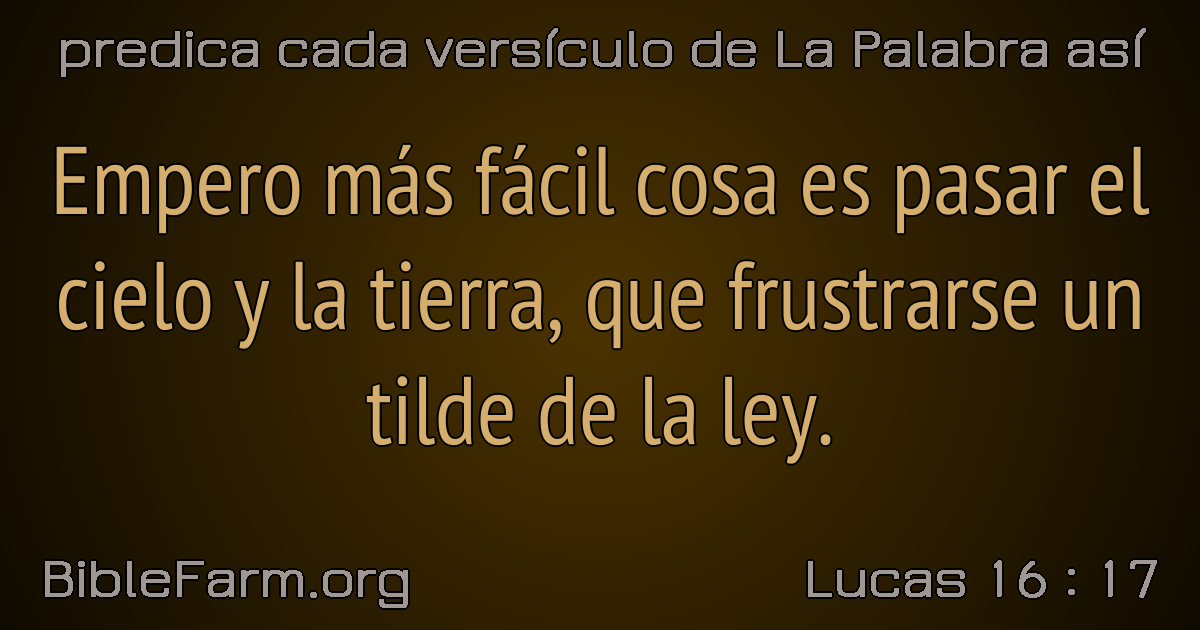 predica cada versículo de La Palabra así
Empero más fácil cosa es pasar el
cielo y la tierra, que frustrarse un
tilde de la ley.
BibleFarm.org
Lucas 16 : 17